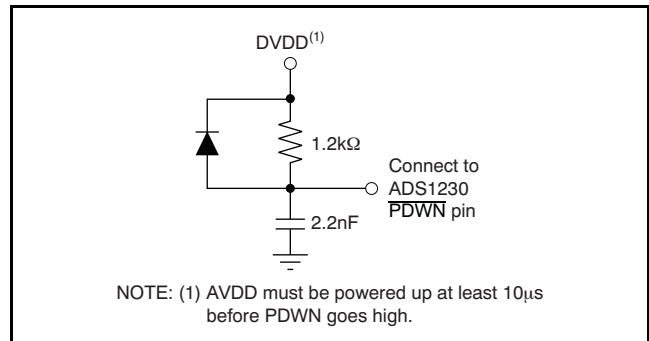 DVDD(1)
1.2kΩ
Connect to
ADS1230
PDWN pin
2.2nF
NOTE: (1) AVDD must be powered up at least 10μs
before PDWN goes high.